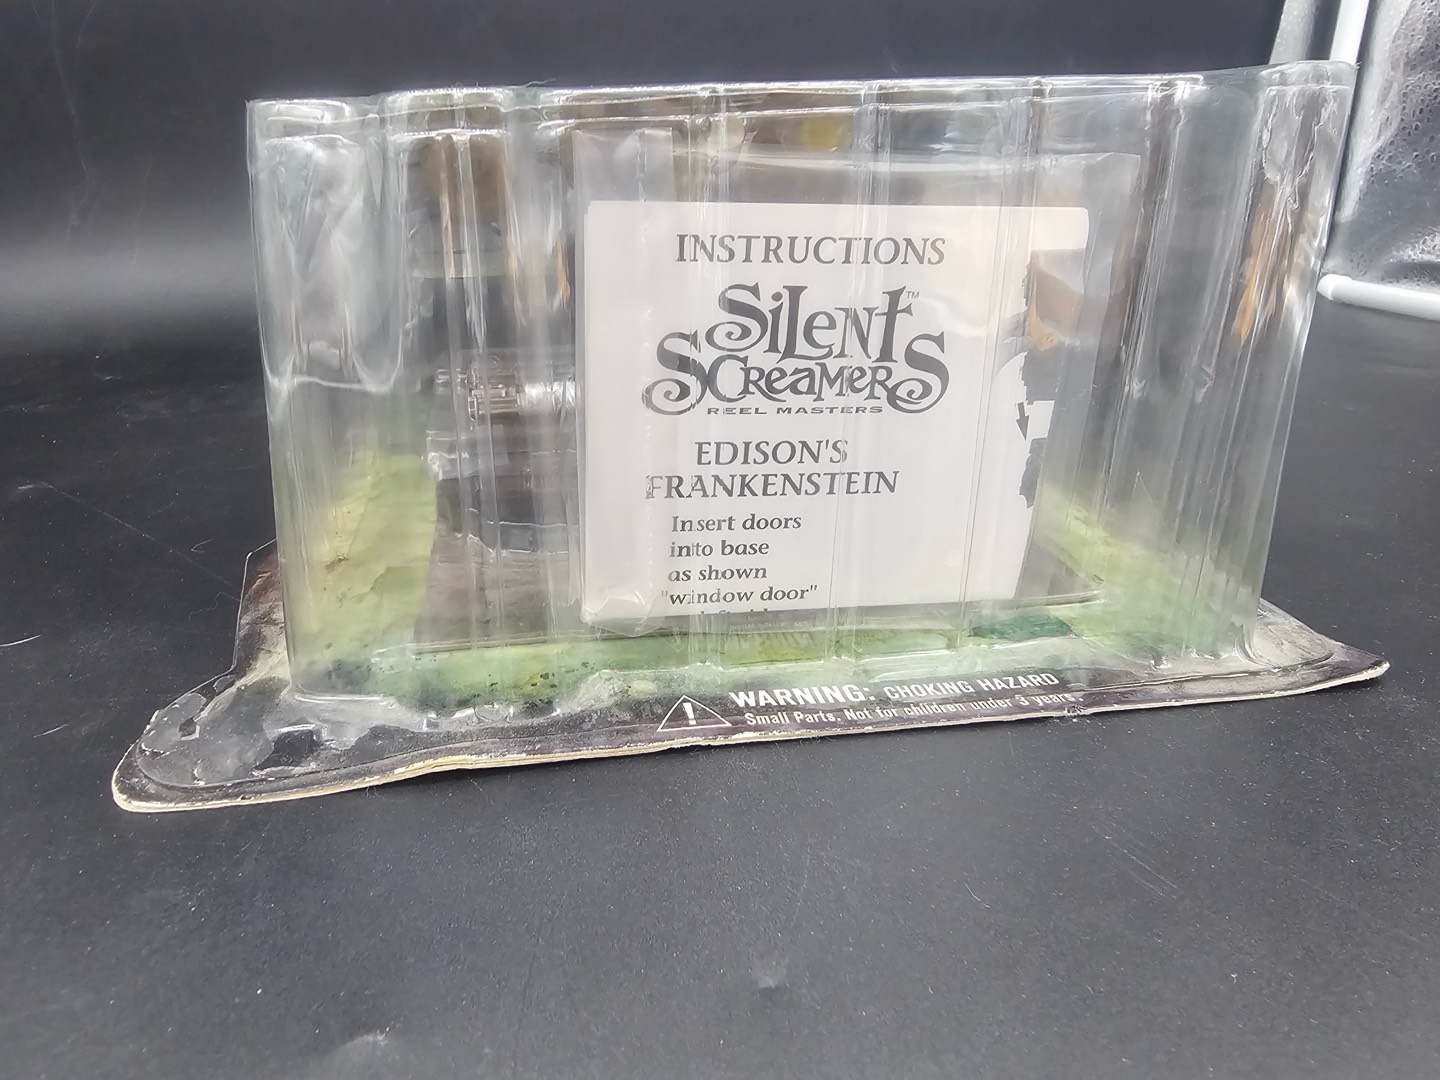 INSTRUCTIONS
SiLeNt™
SCReaMeRS
REEL MASTERS
EDISON'S
FRANKENSTEIN
Insert doors
into base
as shown
"window door"
WARNING: CHOKING HAZARD
Small Parts. Not for children under 3 years.